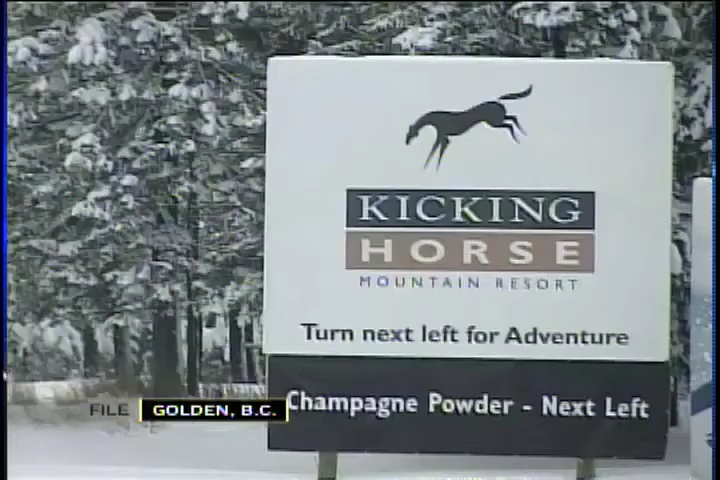 KICKING
HORSE
MOUNTAIN RESORT
Turn next left for Adventure
Champagne Powder - Next Left
FILE GOLDEN, B.C.